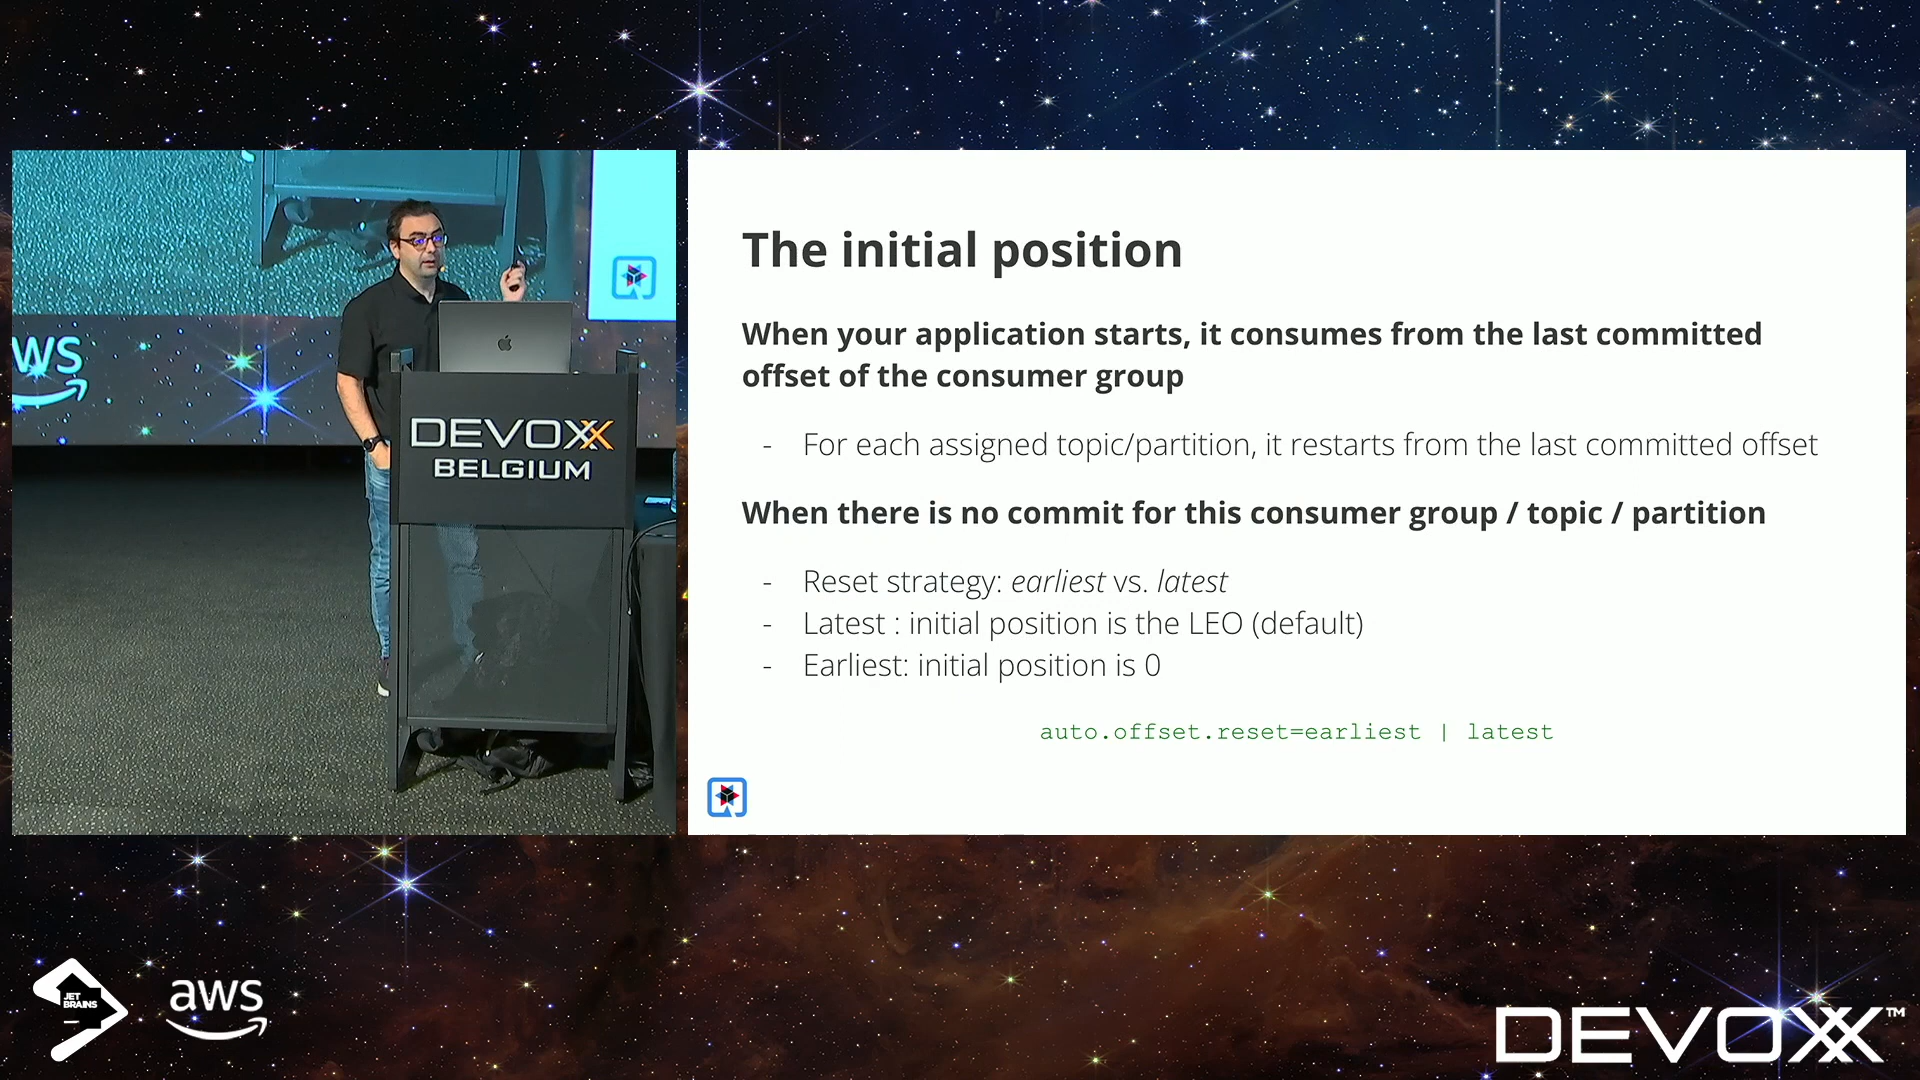 WS
DEVOXX
BELGIUM
The initial position
When your application starts, it consumes from the last committed
offset of the consumer group
- For each assigned topic/partition, it restarts from the last committed offset
When there is no commit for this consumer group / topic / partition
- Reset strategy: earliest vs. latest
- Latest : initial position is the LEO (default)
- Earliest: initial position is 0
auto.offset.reset=earliest | latest
JET
BRAINS
aws
DEVOXX™